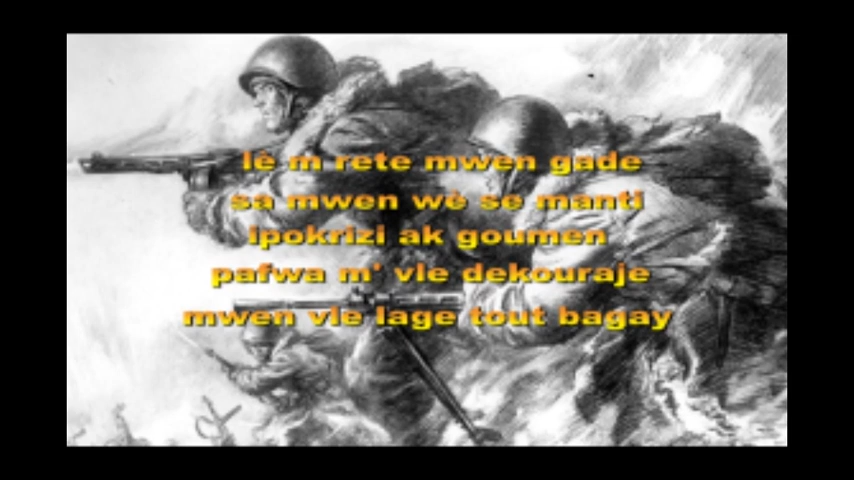 lè m rete mwen gade
sa mwen wè se manti
ipokrizi ak goumen
pafwa m' vle dekouraje
mwen vle lage tout bagay